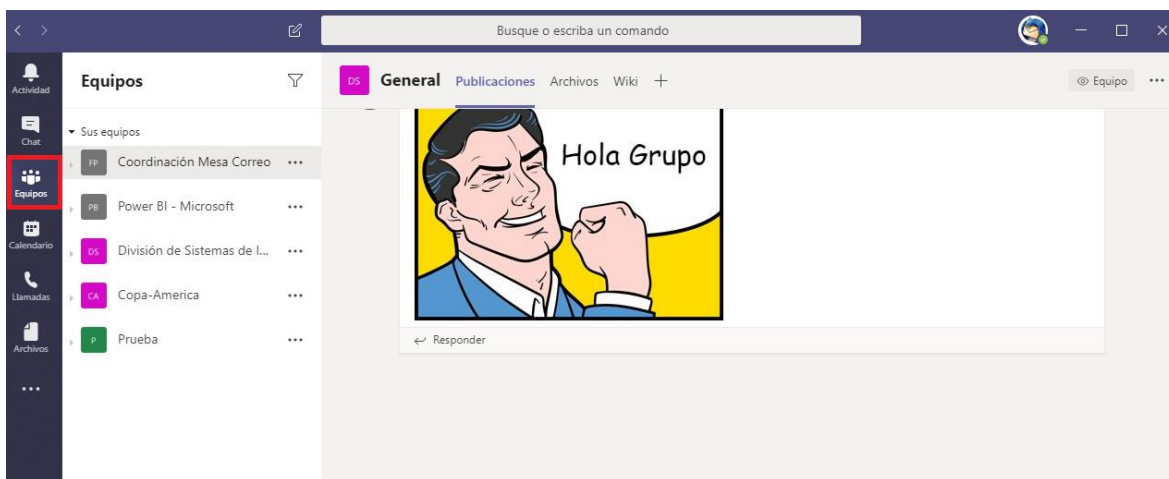 Busque o escriba un comando
Actividad
Chat
Equipos
Calendario
Llamadas
Archivos
Equipos
Sus equipos
FP Coordinación Mesa Correo
PB Power BI - Microsoft
DS División de Sistemas de I...
CA Copa-America
P Prueba
DS General Publicaciones Archivos Wiki
Equipo
Hola Grupo
Responder